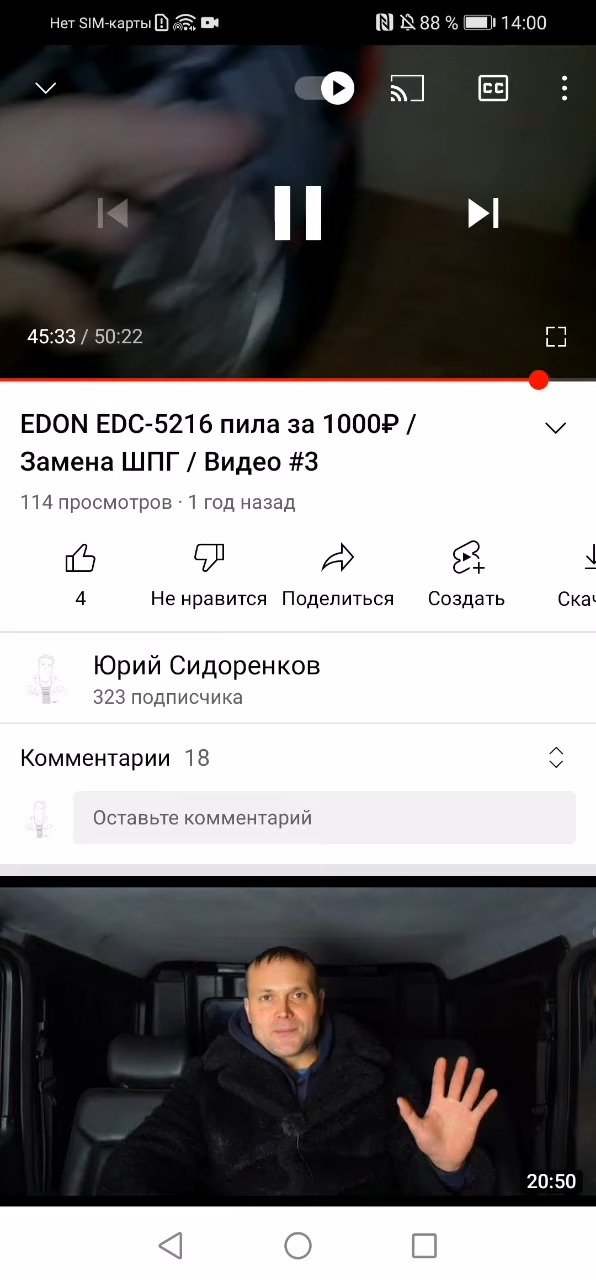 Нет SIM-карты 88 % 14:00
CC
45:33 / 50:22
EDON EDC-5216 пила за 1000₽ /
Замена ШПГ / Видео #3
114 просмотров · 1 год назад
4 Не нравится Поделиться Создать Скач
Юрий Сидоренков
323 подписчика
Комментарии 18
Оставьте комментарий
20:50